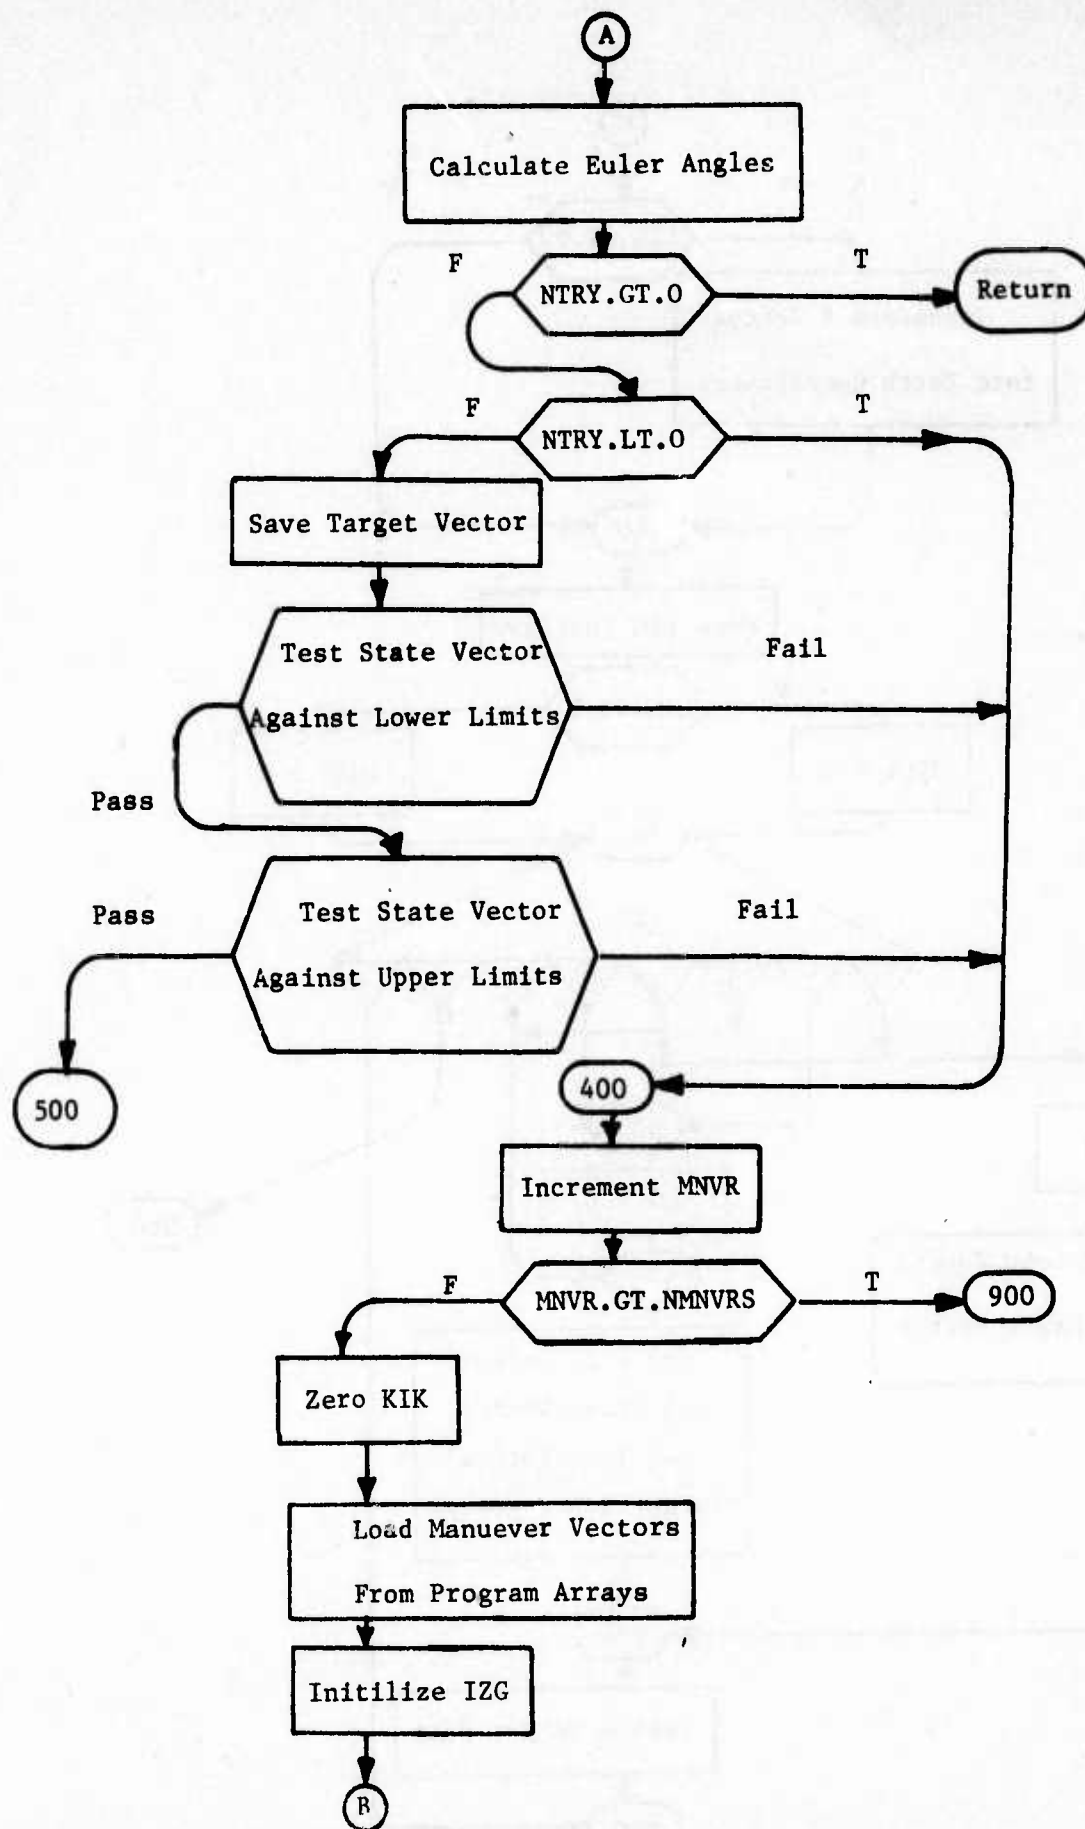 A
Calculate Euler Angles
F
T
NTRY.GT.0
Return
F
T
NTRY.LT.0
Save Target Vector
Test State Vector
Fail
Against Lower Limits
Pass
Pass
Test State Vector
Fail
Against Upper Limits
400
500
Increment MNVR
F
MNVR.GT.NMNVRS
T
900
Zero KIK
Load Manuever Vectors
From Program Arrays
Initilize IZG
B